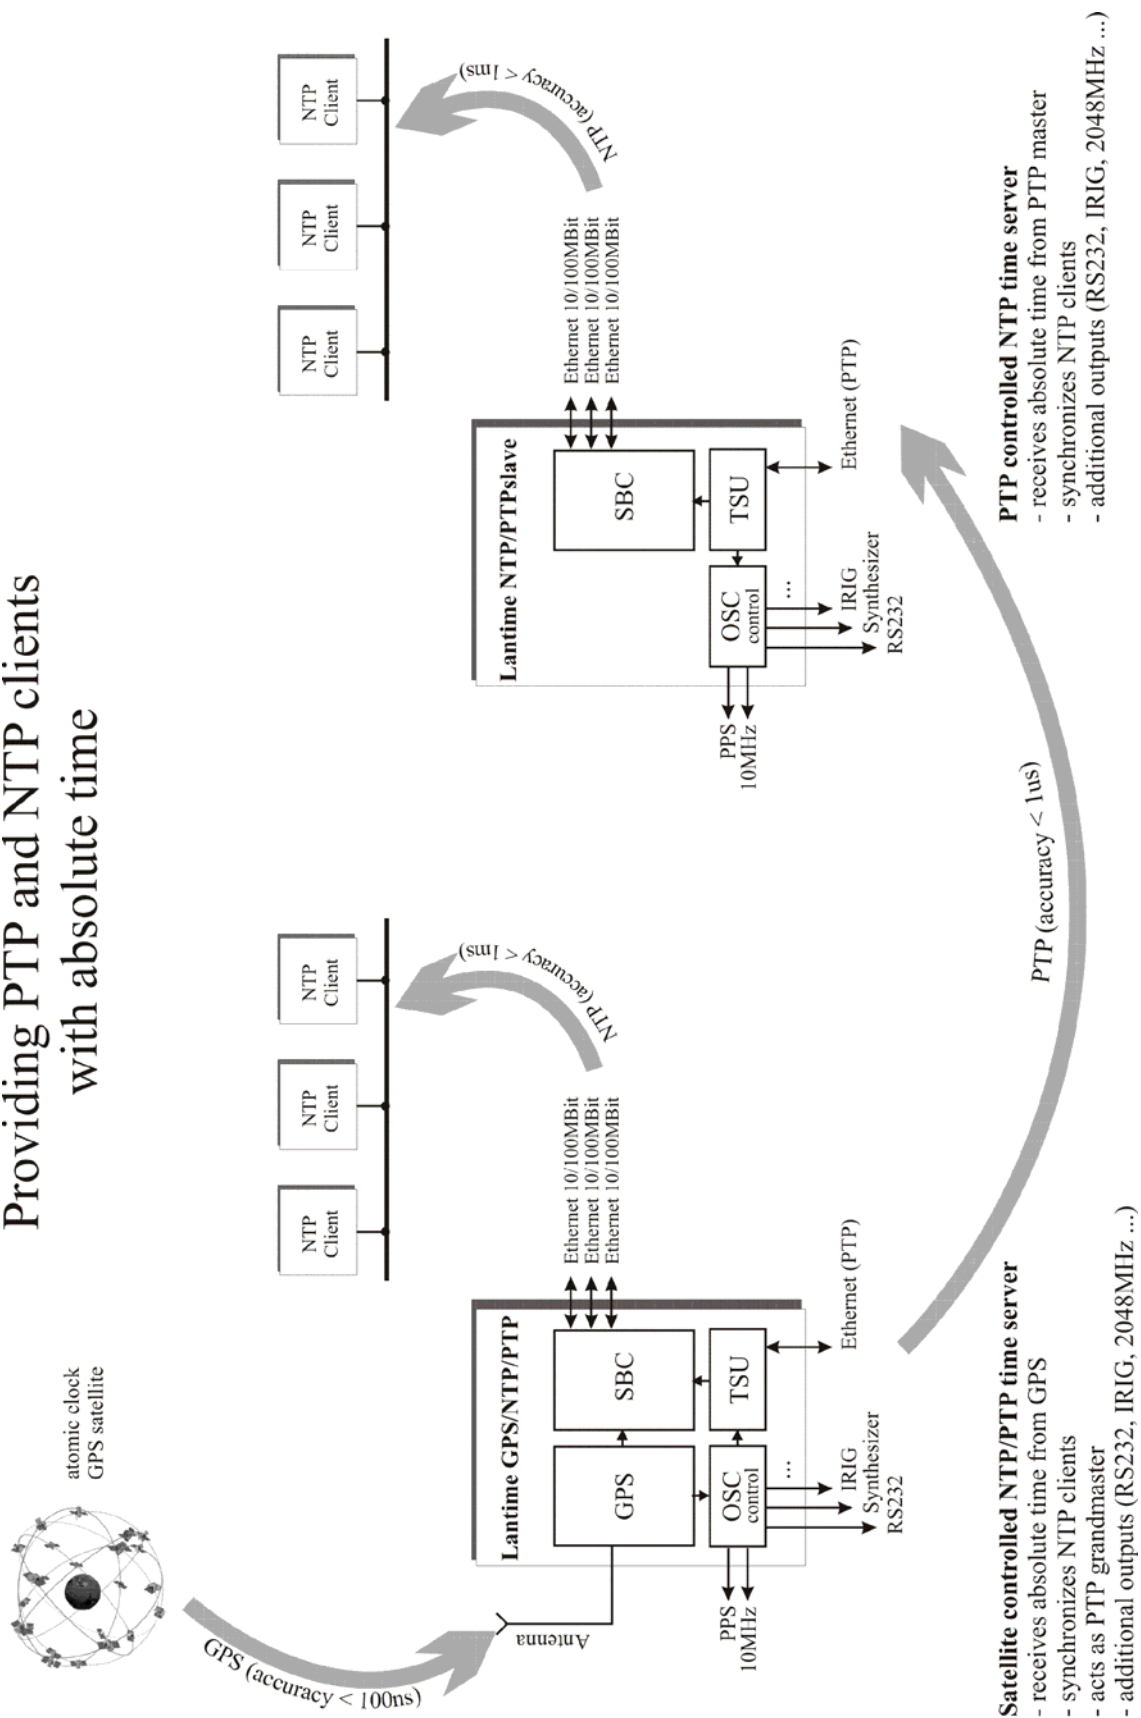 Providing PTP and NTP clients
with absolute time
atomic clock
GPS satellite
GPS (accuracy < 100ns)
Antenna
NTP
Client
NTP
Client
NTP
Client
NTP (accuracy < 1ms)
Lantime GPS/NTP/PTP
GPS
SBC
OSC
control
TSU
Ethernet 10/100MBit
Ethernet 10/100MBit
Ethernet 10/100MBit
Ethernet (PTP)
PPS
10MHz
...
IRIG
Synthesizer
RS232
NTP
Client
NTP
Client
NTP
Client
NTP (accuracy < 1ms)
Lantime NTP/PTPslave
SBC
OSC
control
TSU
Ethernet 10/100MBit
Ethernet 10/100MBit
Ethernet 10/100MBit
Ethernet (PTP)
PPS
10MHz
...
IRIG
Synthesizer
RS232
PTP (accuracy < 1us)
Satellite controlled NTP/PTP time server
- receives absolute time from GPS
- synchronizes NTP clients
- acts as PTP grandmaster
- additional outputs (RS232, IRIG, 2048MHz ...)
PTP controlled NTP time server
- receives absolute time from PTP master
- synchronizes NTP clients
- additional outputs (RS232, IRIG, 2048MHz ...)